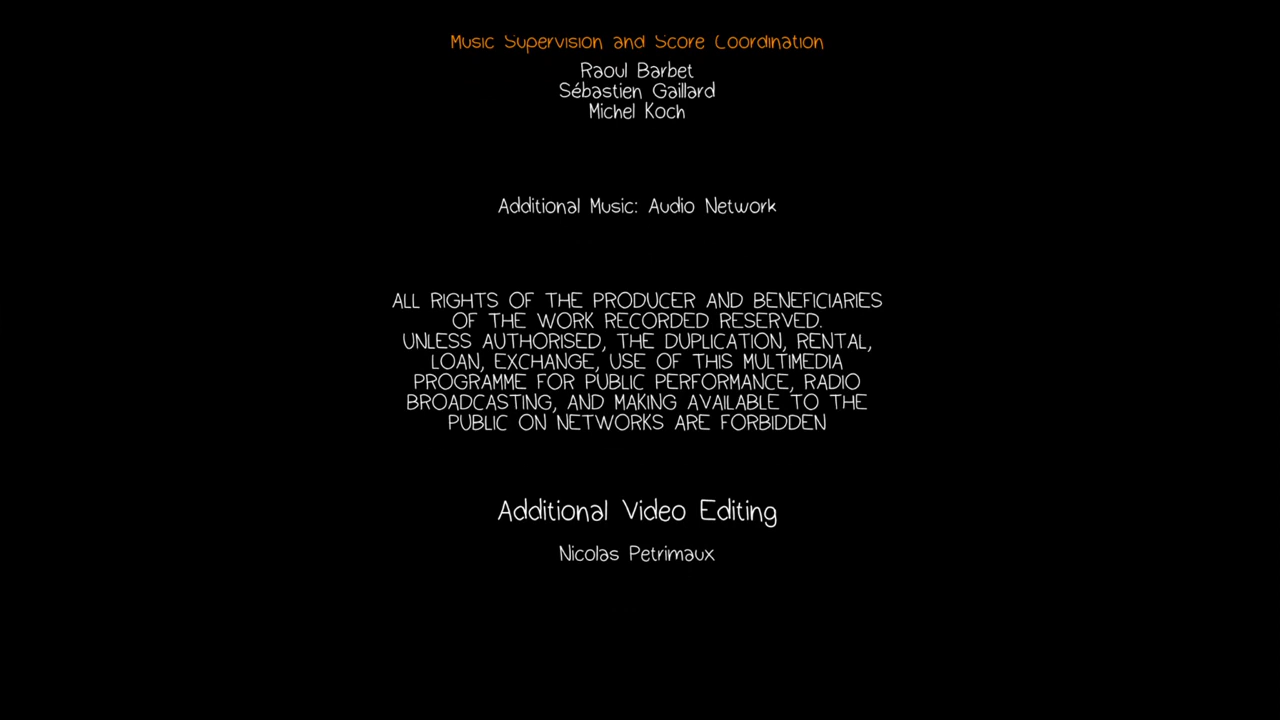 Music Supervision and Score Coordination
Raoul Barbet
Sébastien Gaillard
Michel Koch
Additional Music: Audio Network
ALL RIGHTS OF THE PRODUCER AND BENEFICIARIES
OF THE WORK RECORDED RESERVED.
UNLESS AUTHORISED, THE DUPLICATION, RENTAL,
LOAN, EXCHANGE, USE OF THIS MULTIMEDIA
PROGRAMME FOR PUBLIC PERFORMANCE, RADIO
BROADCASTING, AND MAKING AVAILABLE TO THE
PUBLIC ON NETWORKS ARE FORBIDDEN
Additional Video Editing
Nicolas Petrimaux